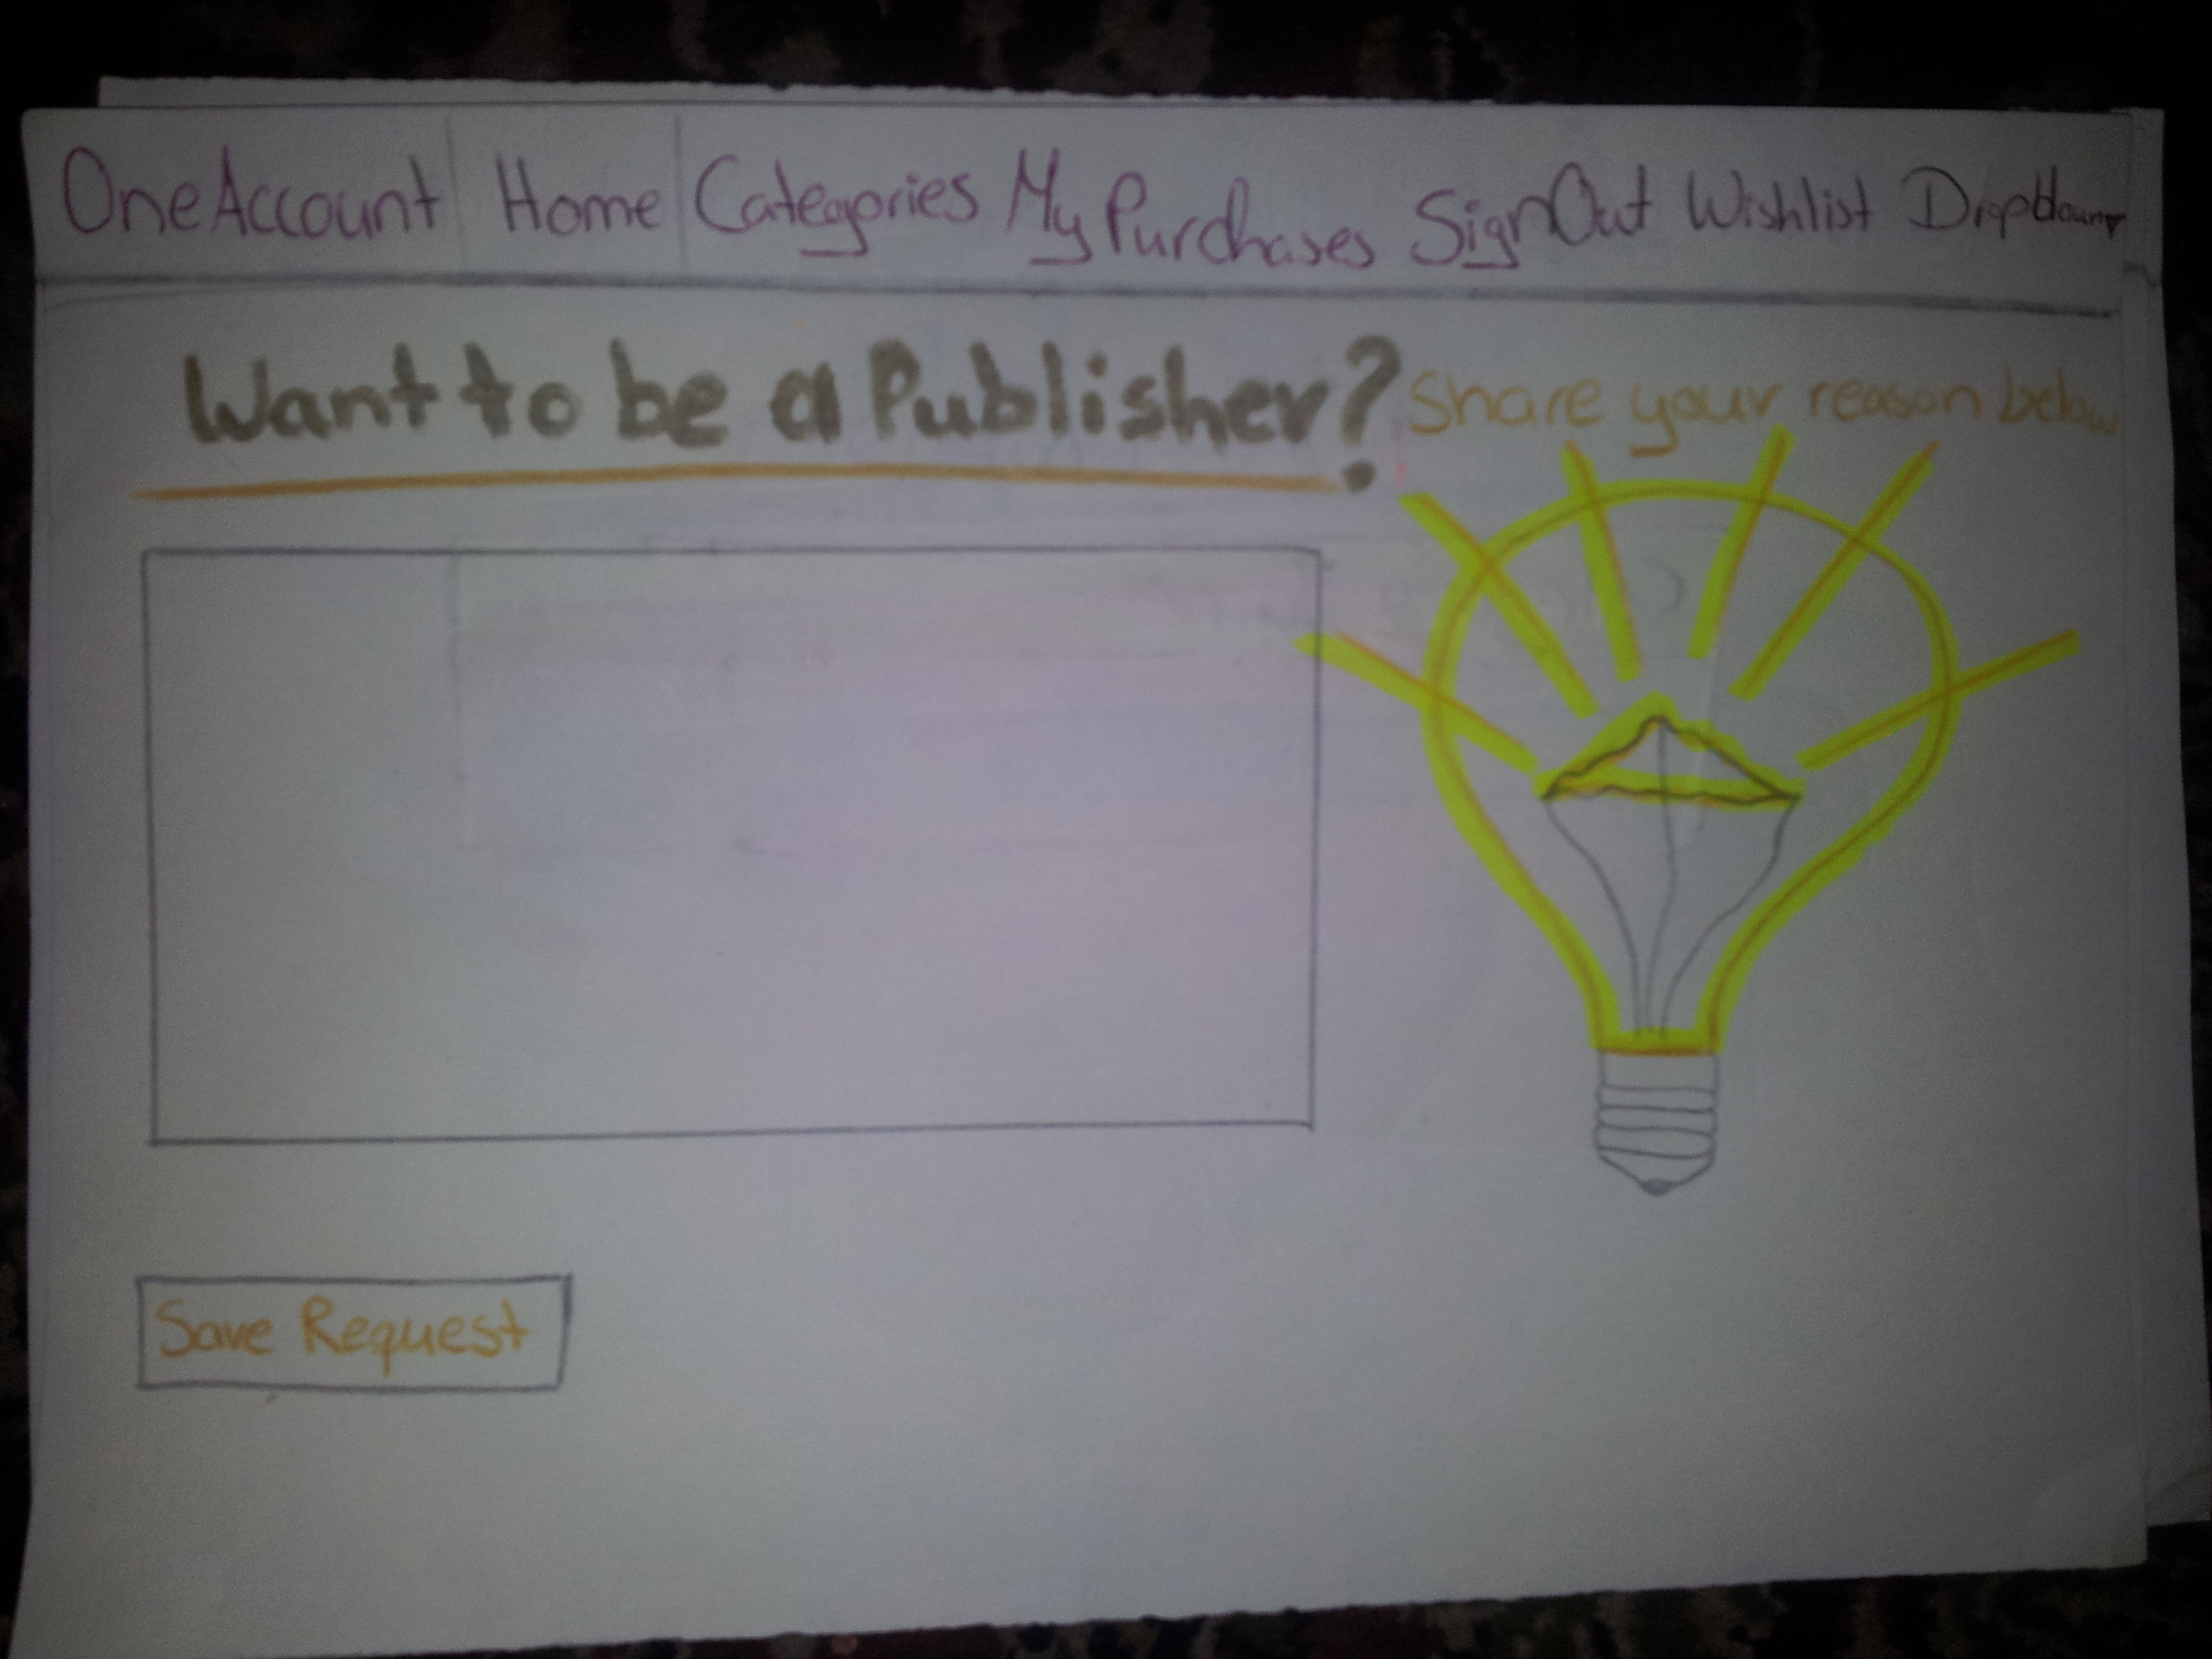 OneAccount Home Categories My Purchases SignOut Wishlist Dropdown
Want to be a Publisher? Share your reason below
Save Request